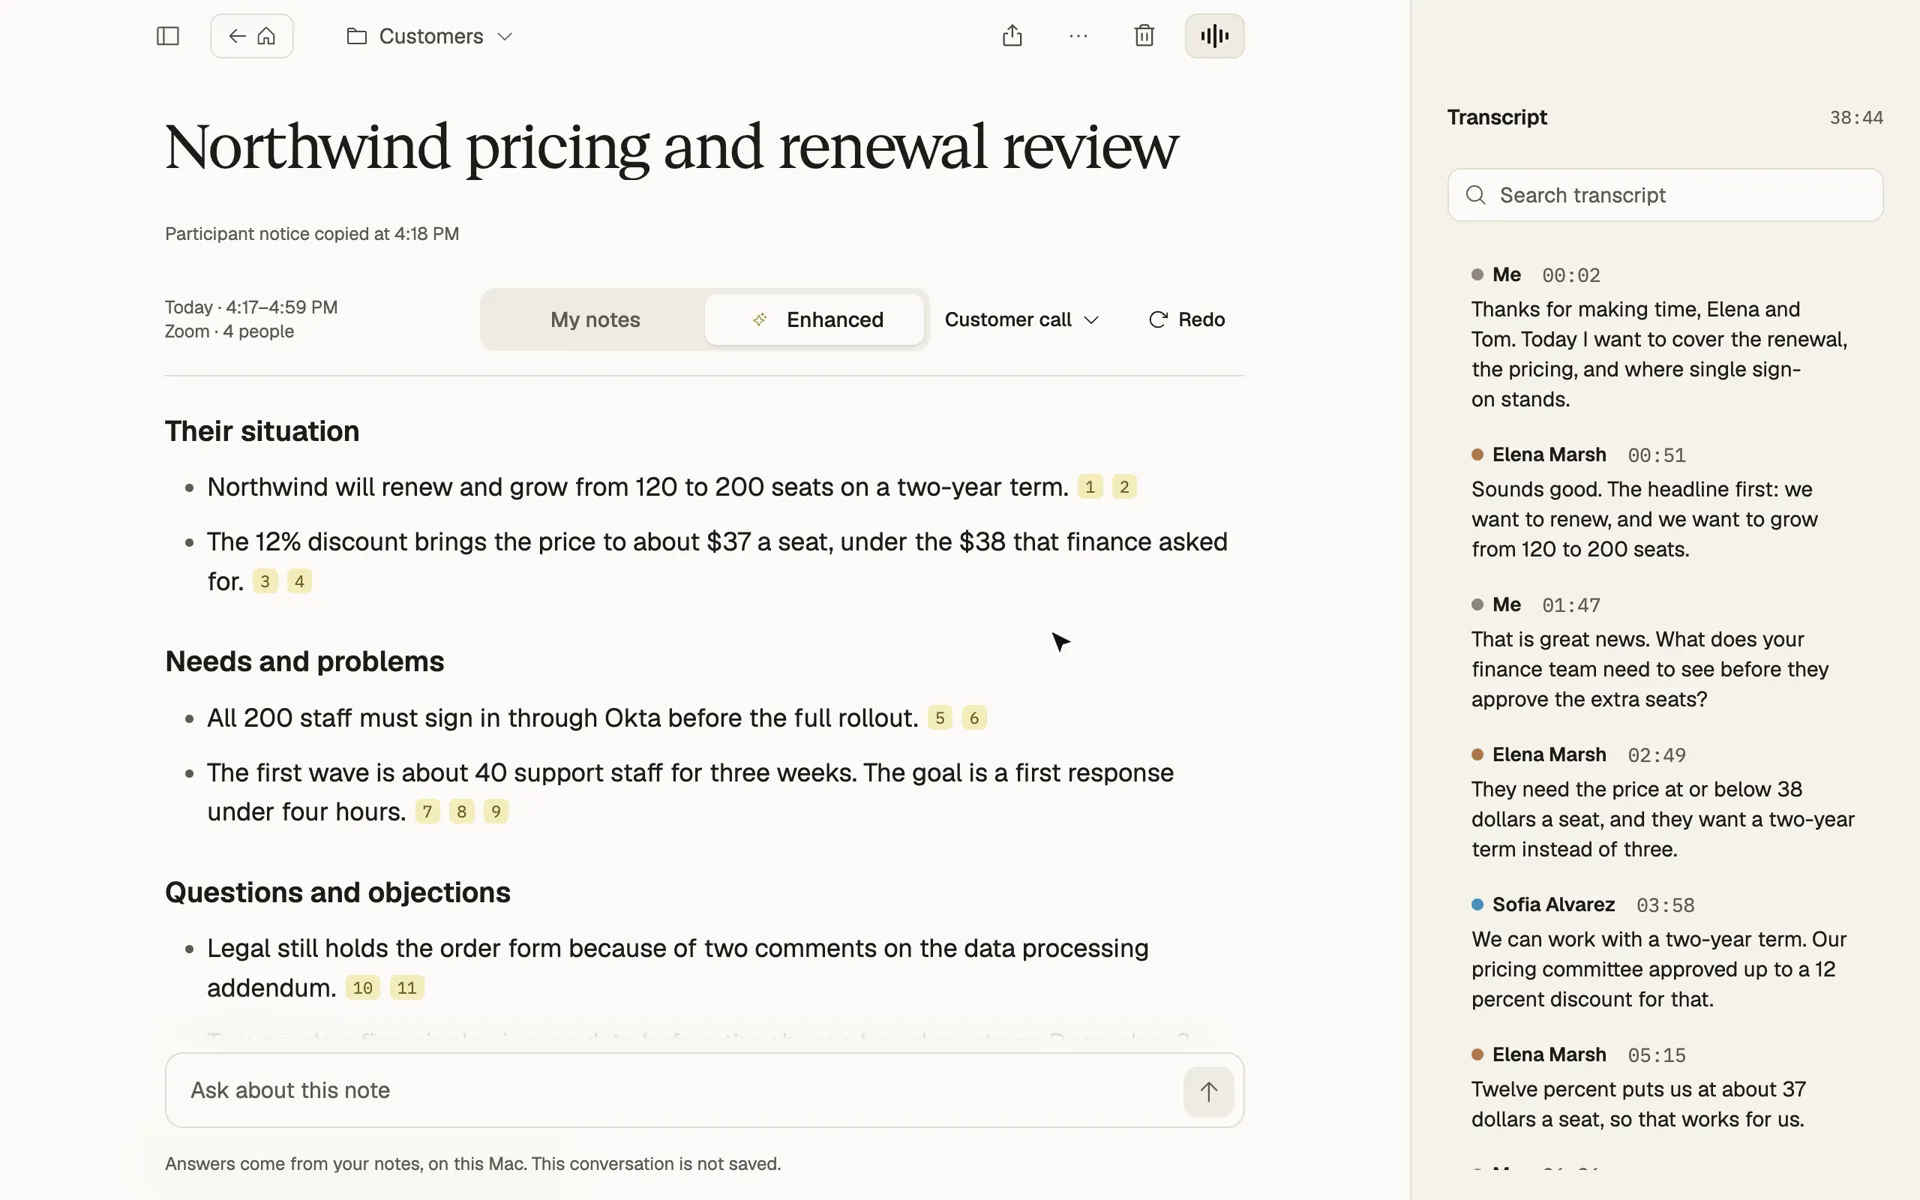 Customers
Northwind pricing and renewal review
Participant notice copied at 4:18 PM
Today · 4:17–4:59 PM
Zoom · 4 people
My notes
Enhanced
Customer call
Redo
Their situation
• Northwind will renew and grow from 120 to 200 seats on a two-year term. 1 2
• The 12% discount brings the price to about $37 a seat, under the $38 that finance asked
for. 3 4
Needs and problems
• All 200 staff must sign in through Okta before the full rollout. 5 6
• The first wave is about 40 support staff for three weeks. The goal is a first response
under four hours. 7 8 9
Questions and objections
• Legal still holds the order form because of two comments on the data processing
addendum. 10 11
Ask about this note
Answers come from your notes, on this Mac. This conversation is not saved.
Transcript 38:44
Search transcript
Me 00:02
Thanks for making time, Elena and
Tom. Today I want to cover the renewal,
the pricing, and where single sign-
on stands.
Elena Marsh 00:51
Sounds good. The headline first: we
want to renew, and we want to grow
from 120 to 200 seats.
Me 01:47
That is great news. What does your
finance team need to see before they
approve the extra seats?
Elena Marsh 02:49
They need the price at or below 38
dollars a seat, and they want a two-year
term instead of three.
Sofia Alvarez 03:58
We can work with a two-year term. Our
pricing committee approved up to a 12
percent discount for that.
Elena Marsh 05:15
Twelve percent puts us at about 37
dollars a seat, so that works for us.